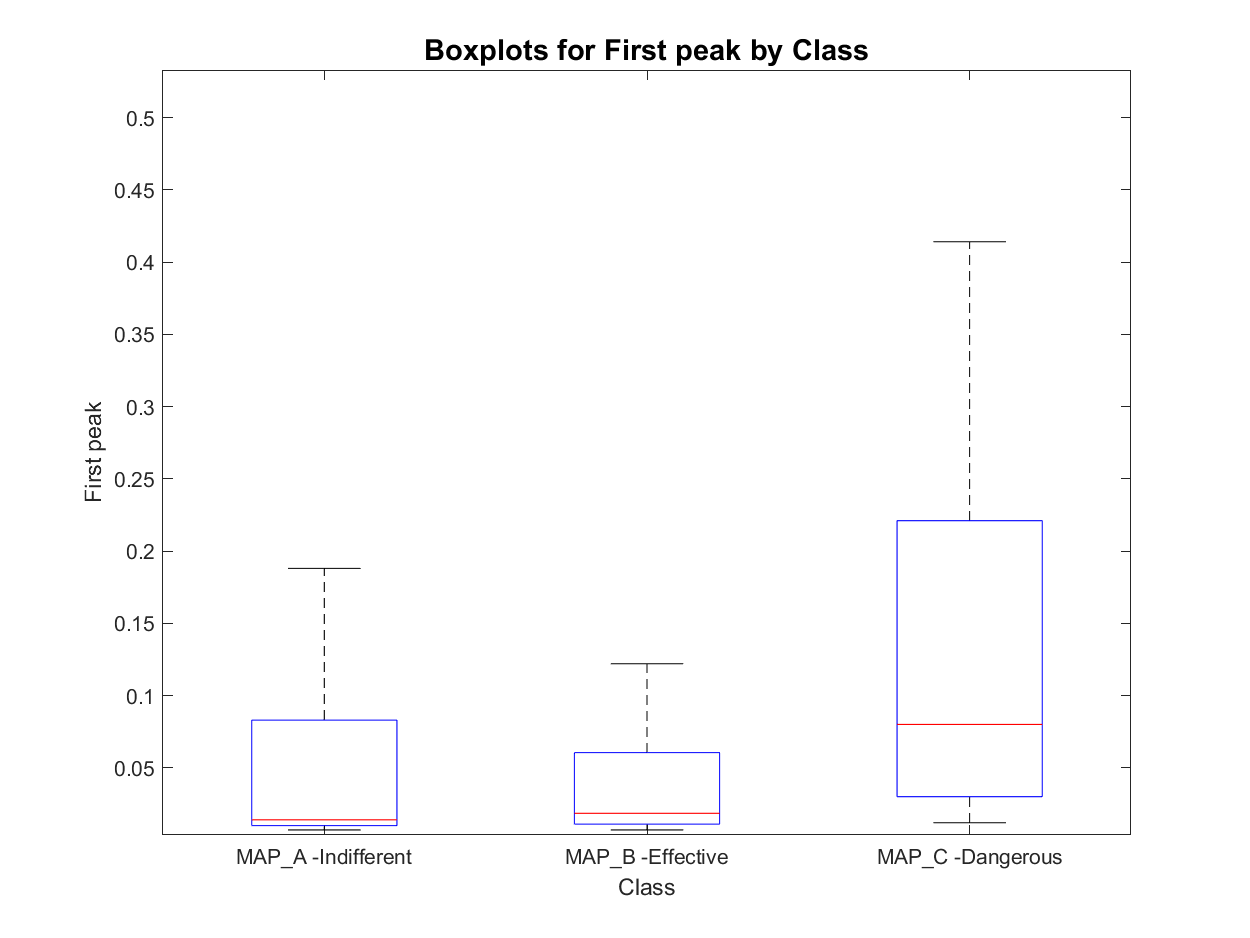 Boxplots for First peak by Class
0.5
0.45
0.4
0.35
0.3
0.25
0.2
0.15
0.1
0.05
First peak
MAP_A -Indifferent
MAP_B -Effective
MAP_C -Dangerous
Class